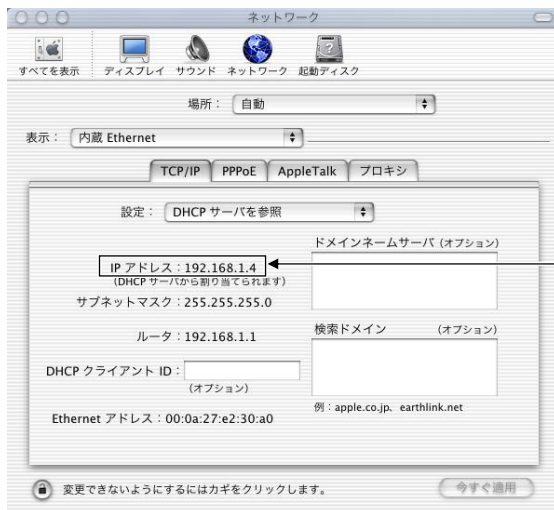 ネットワーク
すべてを表示 ディスプレイ サウンド ネットワーク 起動ディスク
場所： 自動
表示： 内蔵 Ethernet
TCP/IP PPPoE AppleTalk プロキシ
設定： DHCP サーバを参照
ドメインネームサーバ (オプション)
IP アドレス：192.168.1.4
(DHCP サーバから割り当てられます)
サブネットマスク：255.255.255.0
ルータ：192.168.1.1
検索ドメイン (オプション)
DHCP クライアント ID：
(オプション)
例：apple.co.jp、earthlink.net
Ethernet アドレス：00:0a:27:e2:30:a0
変更できないようにするにはカギをクリックします。
今すぐ適用